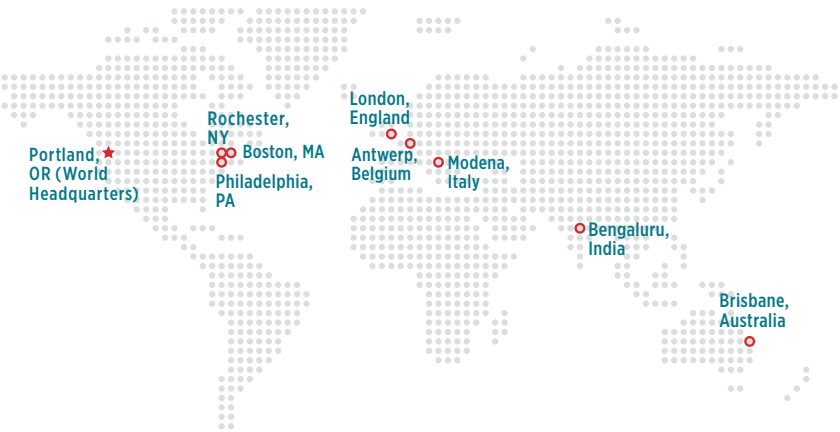 Portland,
OR (World
Headquarters)
Rochester,
NY
Boston, MA
Philadelphia,
PA
London,
England
Antwerp,
Belgium
Modena,
Italy
Bengaluru,
India
Brisbane,
Australia